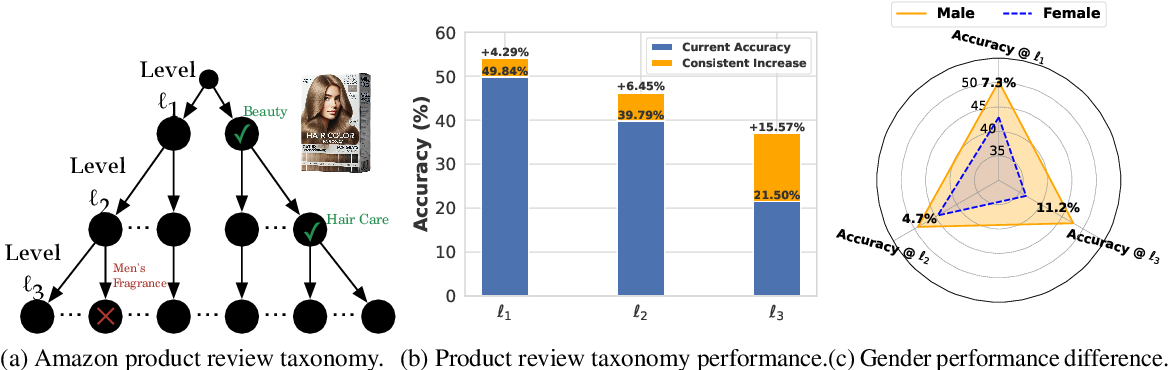 Level
ℓ1
Beauty
HAIR COLOR
Level
ℓ2
Hair Care
Level
ℓ3
Men's
Fragrance
... ... ...
... ... ... ... ...
(a) Amazon product review taxonomy.
Accuracy (%)
60
50
40
30
20
10
0
Current Accuracy
Consistent Increase
+4.29%
49.84%
+6.45%
39.79%
+15.57%
21.50%
ℓ1 ℓ2 ℓ3
(b) Product review taxonomy performance.
Male Female
Accuracy @ ℓ1
50 7.3%
45
40
35
4.7% 11.2%
Accuracy @ ℓ2 Accuracy @ ℓ3
(c) Gender performance difference.